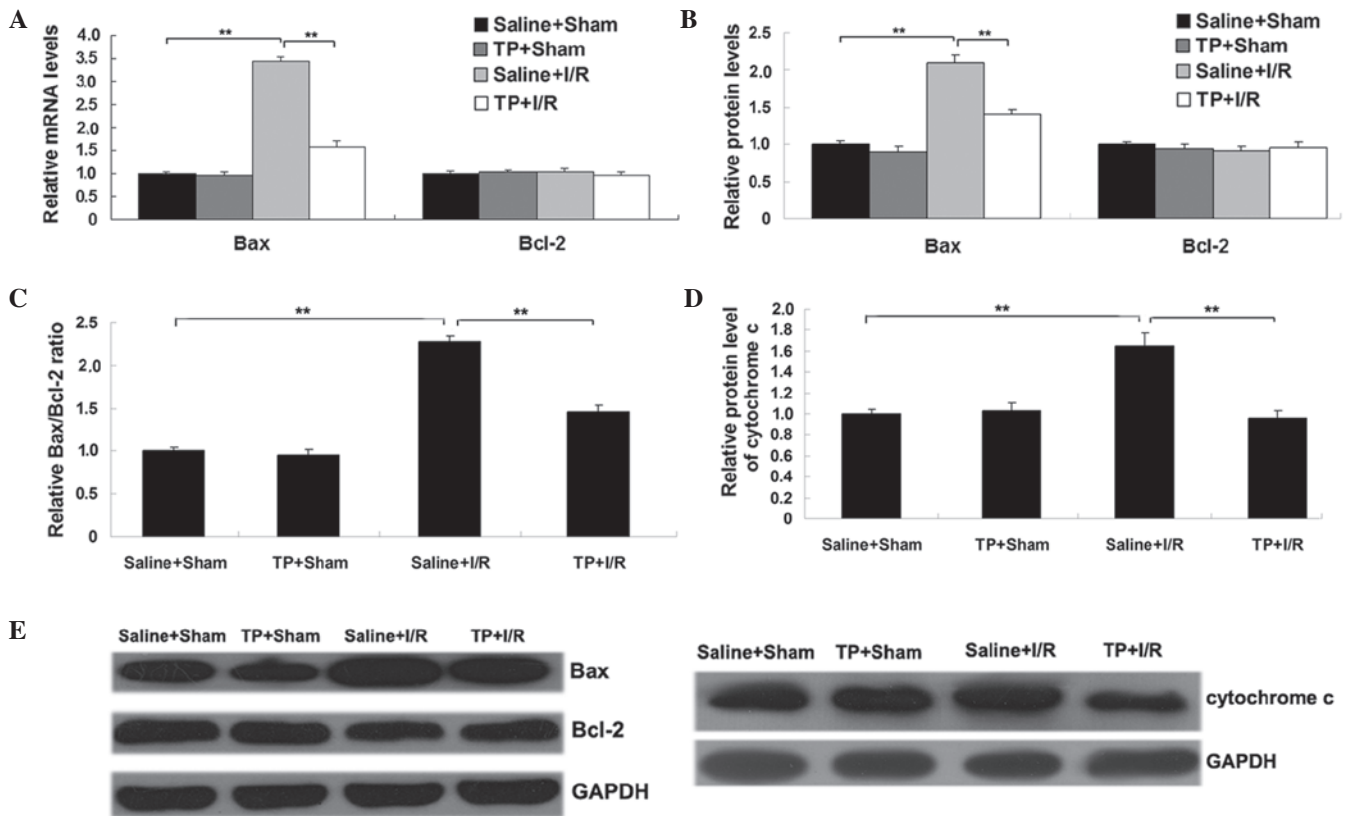 A
Relative mRNA levels
4.0
3.5
3.0
2.5
2.0
1.5
1.0
0.5
0
**
**
Saline+Sham
TP+Sham
Saline+I/R
TP+I/R
Bax
Bcl-2
B
Relative protein levels
2.5
2.0
1.5
1.0
0.5
0
**
**
Saline+Sham
TP+Sham
Saline+I/R
TP+I/R
Bax
Bcl-2
C
Relative Bax/Bcl-2 ratio
2.5
2.0
1.5
1.0
0.5
0
**
**
Saline+Sham
TP+Sham
Saline+I/R
TP+I/R
D
Relative protein level
of cytochrome c
2.0
1.8
1.6
1.4
1.2
1.0
0.8
0.6
0.4
0.2
0
**
**
Saline+Sham
TP+Sham
Saline+I/R
TP+I/R
E
Saline+Sham TP+Sham Saline+I/R TP+I/R
Bax
Bcl-2
GAPDH
Saline+Sham TP+Sham Saline+I/R TP+I/R
cytochrome c
GAPDH